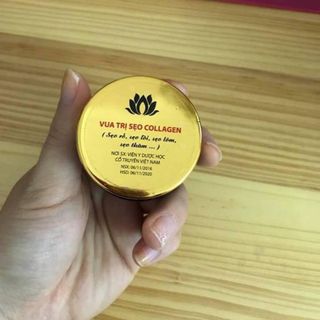 VUA TRỊ SẸO COLLAGEN
( Sẹo rỗ, sẹo lồi, sẹo lõm,
sẹo thâm ... )
NƠI SX: VIỆN Y DƯỢC HỌC
CỔ TRUYỀN VIỆT NAM
NSX: 06/11/2016
HSD: 06/11/2020